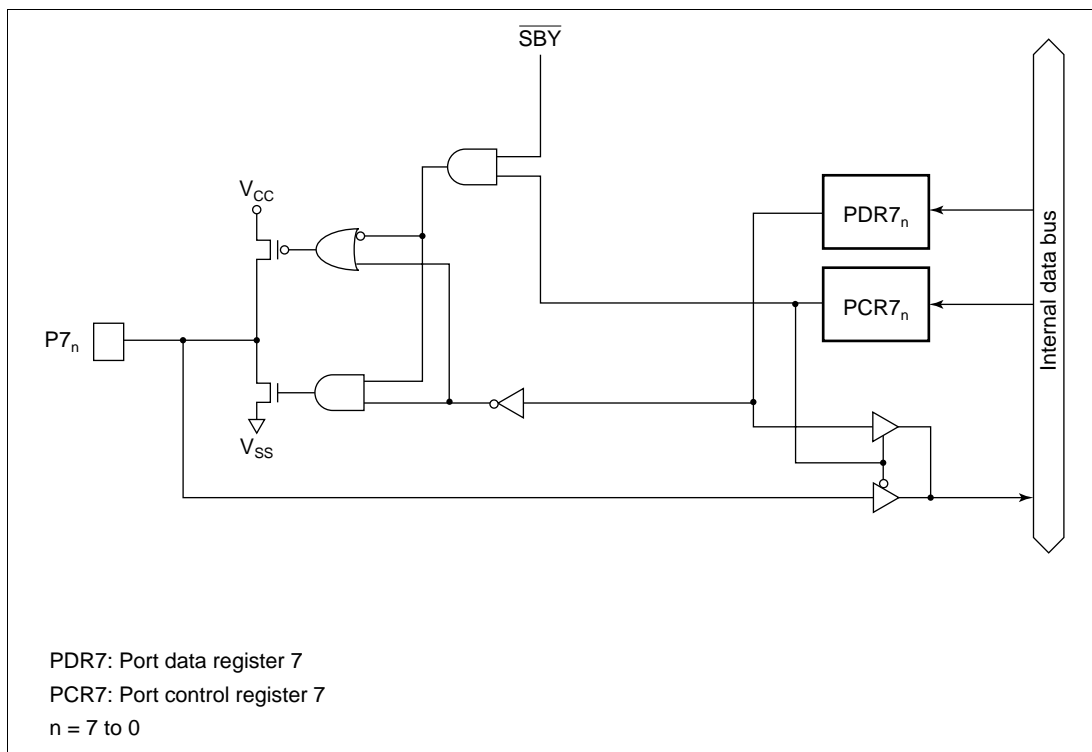 SBY
PDR7n
VCC
PCR7n
P7n
VSS
Internal data bus
PDR7: Port data register 7
PCR7: Port control register 7
n = 7 to 0